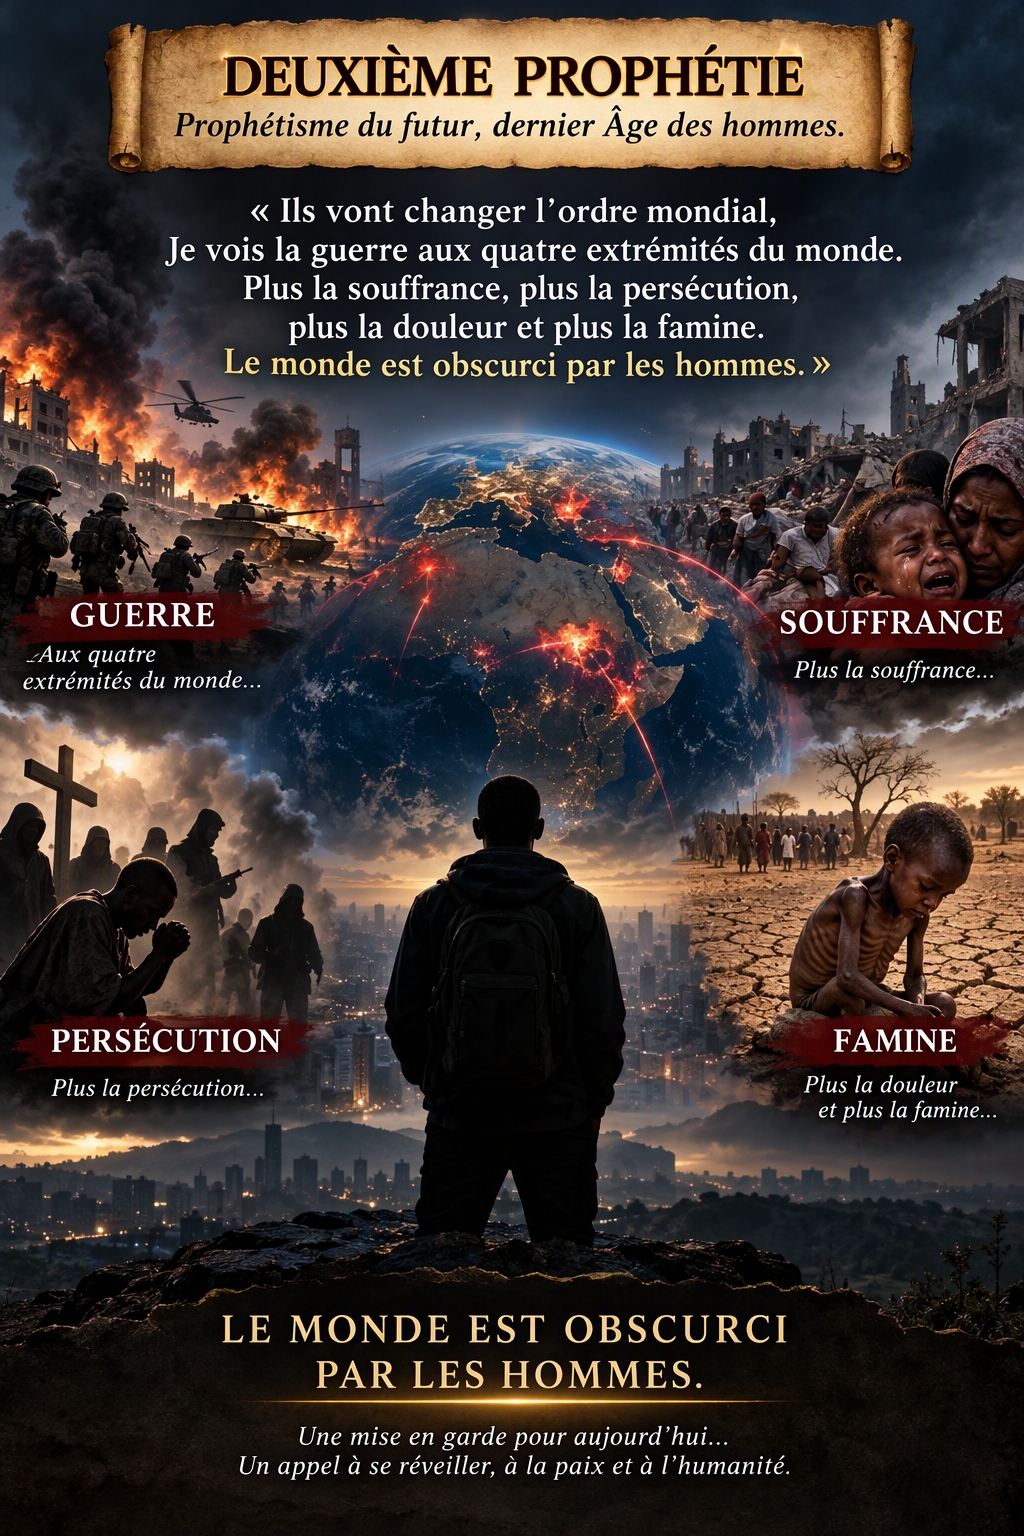 DEUXIÈME PROPHÉTIE
Prophétisme du futur, dernier Âge des hommes.
« Ils vont changer l’ordre mondial,
Je vois la guerre aux quatre extrémités du monde.
Plus la souffrance, plus la persécution,
plus la douleur et plus la famine.
Le monde est obscurci par les hommes. »
GUERRE
...Aux quatre
extrémités du monde...
SOUFFRANCE
Plus la souffrance...
PERSÉCUTION
Plus la persécution...
FAMINE
Plus la douleur
et plus la famine...
LE MONDE EST OBSCURCI
PAR LES HOMMES.
Une mise en garde pour aujourd’hui...
Un appel à se réveiller, à la paix et à l’humanité.